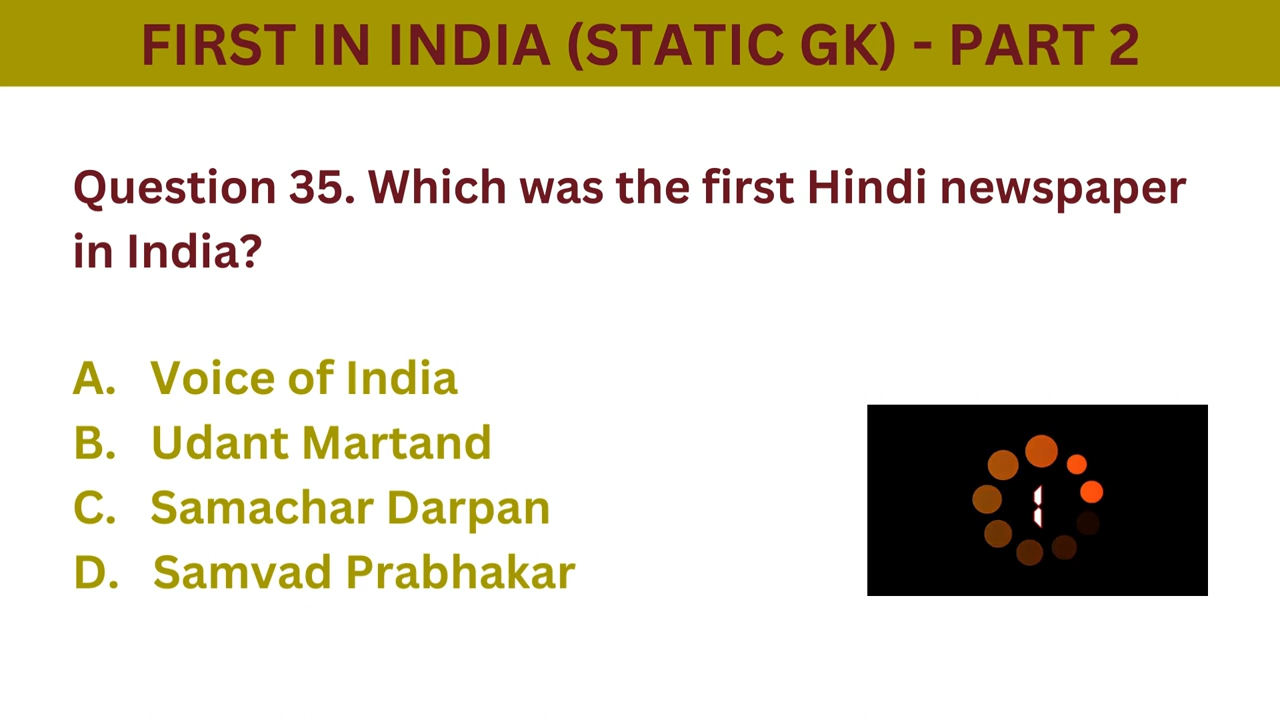 FIRST IN INDIA (STATIC GK) - PART 2
Question 35. Which was the first Hindi newspaper
in India?
A. Voice of India
B. Udant Martand
C. Samachar Darpan
D. Samvad Prabhakar
1